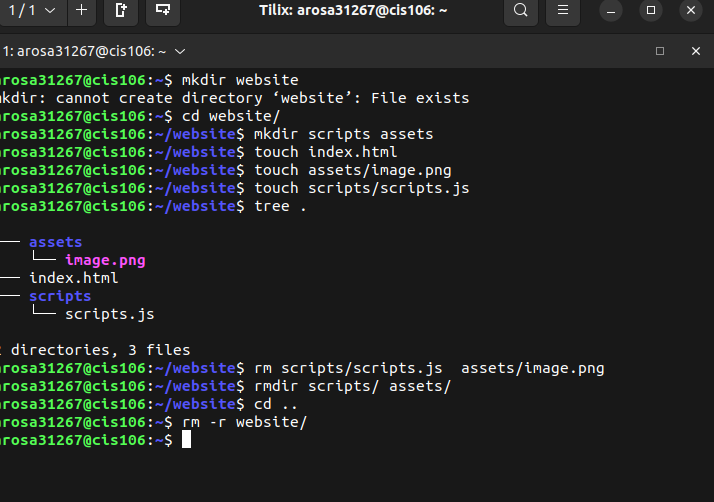 1 / 1
Tilix: arosa31267@cis106: ~
1: arosa31267@cis106: ~
arosa31267@cis106:~$ mkdir website
mkdir: cannot create directory ‘website’: File exists
arosa31267@cis106:~$ cd website/
arosa31267@cis106:~/website$ mkdir scripts assets
arosa31267@cis106:~/website$ touch index.html
arosa31267@cis106:~/website$ touch assets/image.png
arosa31267@cis106:~/website$ touch scripts/scripts.js
arosa31267@cis106:~/website$ tree .
── assets
└── image.png
── index.html
── scripts
└── scripts.js
2 directories, 3 files
arosa31267@cis106:~/website$ rm scripts/scripts.js  assets/image.png
arosa31267@cis106:~/website$ rmdir scripts/ assets/
arosa31267@cis106:~/website$ cd ..
arosa31267@cis106:~$ rm -r website/
arosa31267@cis106:~$